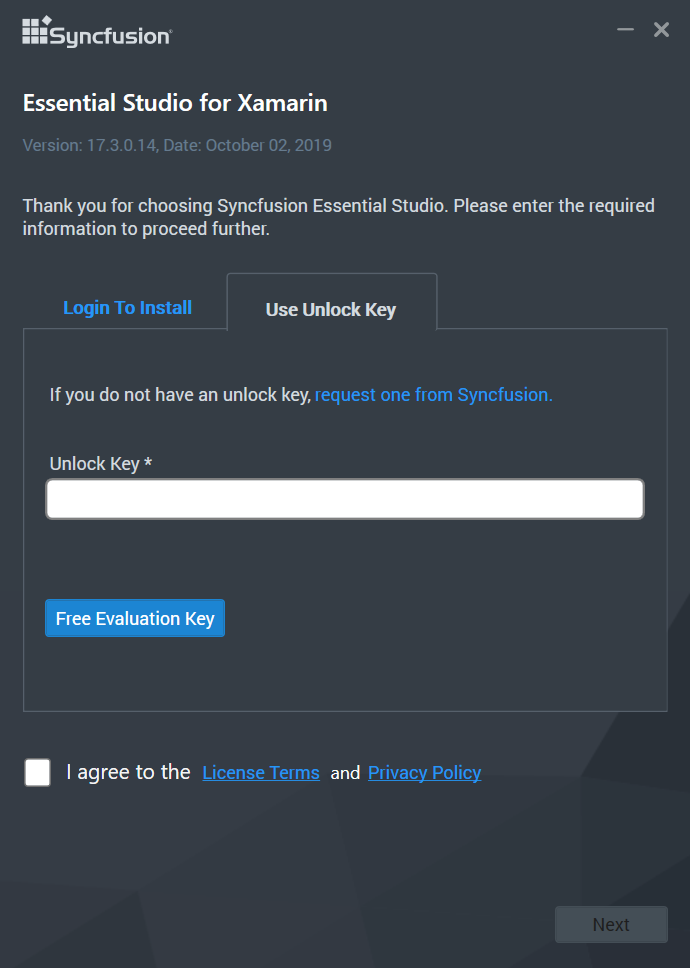 Syncfusion®
Essential Studio for Xamarin
Version: 17.3.0.14, Date: October 02, 2019
Thank you for choosing Syncfusion Essential Studio. Please enter the required
information to proceed further.
Login To Install
Use Unlock Key
If you do not have an unlock key, request one from Syncfusion.
Unlock Key *
Free Evaluation Key
I agree to the License Terms and Privacy Policy
Next